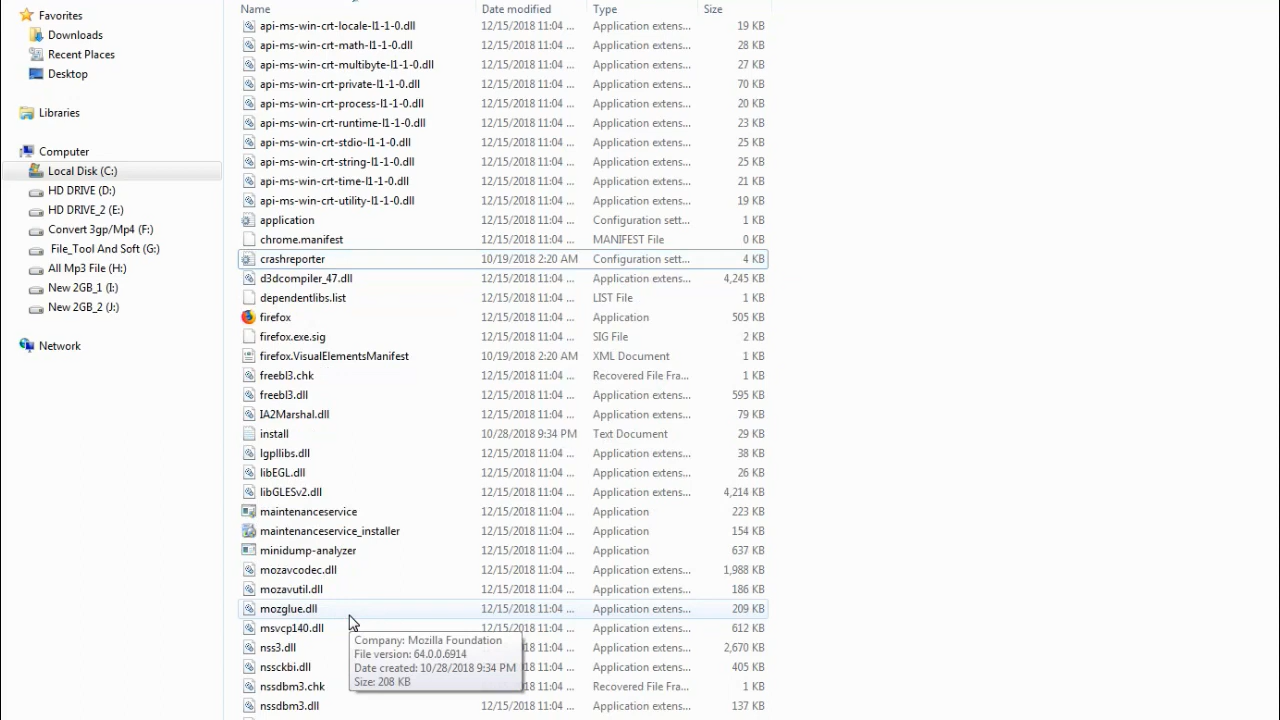 Favorites
Downloads
Recent Places
Desktop
Libraries
Computer
Local Disk (C:)
HD DRIVE (D:)
HD DRIVE_2 (E:)
Convert 3gp/Mp4 (F:)
File_Tool And Soft (G:)
All Mp3 File (H:)
New 2GB_1 (I:)
New 2GB_2 (J:)
Network
Name Date modified Type Size
api-ms-win-crt-locale-l1-1-0.dll 12/15/2018 11:04 ... Application extens... 19 KB
api-ms-win-crt-math-l1-1-0.dll 12/15/2018 11:04 ... Application extens... 28 KB
api-ms-win-crt-multibyte-l1-1-0.dll 12/15/2018 11:04 ... Application extens... 27 KB
api-ms-win-crt-private-l1-1-0.dll 12/15/2018 11:04 ... Application extens... 70 KB
api-ms-win-crt-process-l1-1-0.dll 12/15/2018 11:04 ... Application extens... 20 KB
api-ms-win-crt-runtime-l1-1-0.dll 12/15/2018 11:04 ... Application extens... 23 KB
api-ms-win-crt-stdio-l1-1-0.dll 12/15/2018 11:04 ... Application extens... 25 KB
api-ms-win-crt-string-l1-1-0.dll 12/15/2018 11:04 ... Application extens... 25 KB
api-ms-win-crt-time-l1-1-0.dll 12/15/2018 11:04 ... Application extens... 21 KB
api-ms-win-crt-utility-l1-1-0.dll 12/15/2018 11:04 ... Application extens... 19 KB
application 12/15/2018 11:04 ... Configuration sett... 1 KB
chrome.manifest 12/15/2018 11:04 ... MANIFEST File 0 KB
crashreporter 10/19/2018 2:20 AM Configuration sett... 4 KB
d3dcompiler_47.dll 12/15/2018 11:04 ... Application extens... 4,245 KB
dependentlibs.list 12/15/2018 11:04 ... LIST File 1 KB
firefox 12/15/2018 11:04 ... Application 505 KB
firefox.exe.sig 12/15/2018 11:04 ... SIG File 2 KB
firefox.VisualElementsManifest 10/19/2018 2:20 AM XML Document 1 KB
freebl3.chk 12/15/2018 11:04 ... Recovered File Fra... 1 KB
freebl3.dll 12/15/2018 11:04 ... Application extens... 595 KB
IA2Marshal.dll 12/15/2018 11:04 ... Application extens... 79 KB
install 10/28/2018 9:34 PM Text Document 29 KB
lgpllibs.dll 12/15/2018 11:04 ... Application extens... 38 KB
libEGL.dll 12/15/2018 11:04 ... Application extens... 26 KB
libGLESv2.dll 12/15/2018 11:04 ... Application extens... 4,214 KB
maintenanceservice 12/15/2018 11:04 ... Application 223 KB
maintenanceservice_installer 12/15/2018 11:04 ... Application 154 KB
minidump-analyzer 12/15/2018 11:04 ... Application 637 KB
mozavcodec.dll 12/15/2018 11:04 ... Application extens... 1,988 KB
mozavutil.dll 12/15/2018 11:04 ... Application extens... 186 KB
mozglue.dll 12/15/2018 11:04 ... Application extens... 209 KB
msvcp140.dll 12/15/2018 11:04 ... Application extens... 612 KB
nss3.dll Application extens... 2,670 KB
nssckbi.dll Application extens... 405 KB
nssdbm3.chk Recovered File Fra... 1 KB
nssdbm3.dll 12/15/2018 11:04 ... Application extens... 137 KB
Company: Mozilla Foundation
File version: 64.0.0.6914
Date created: 10/28/2018 9:34 PM
Size: 208 KB